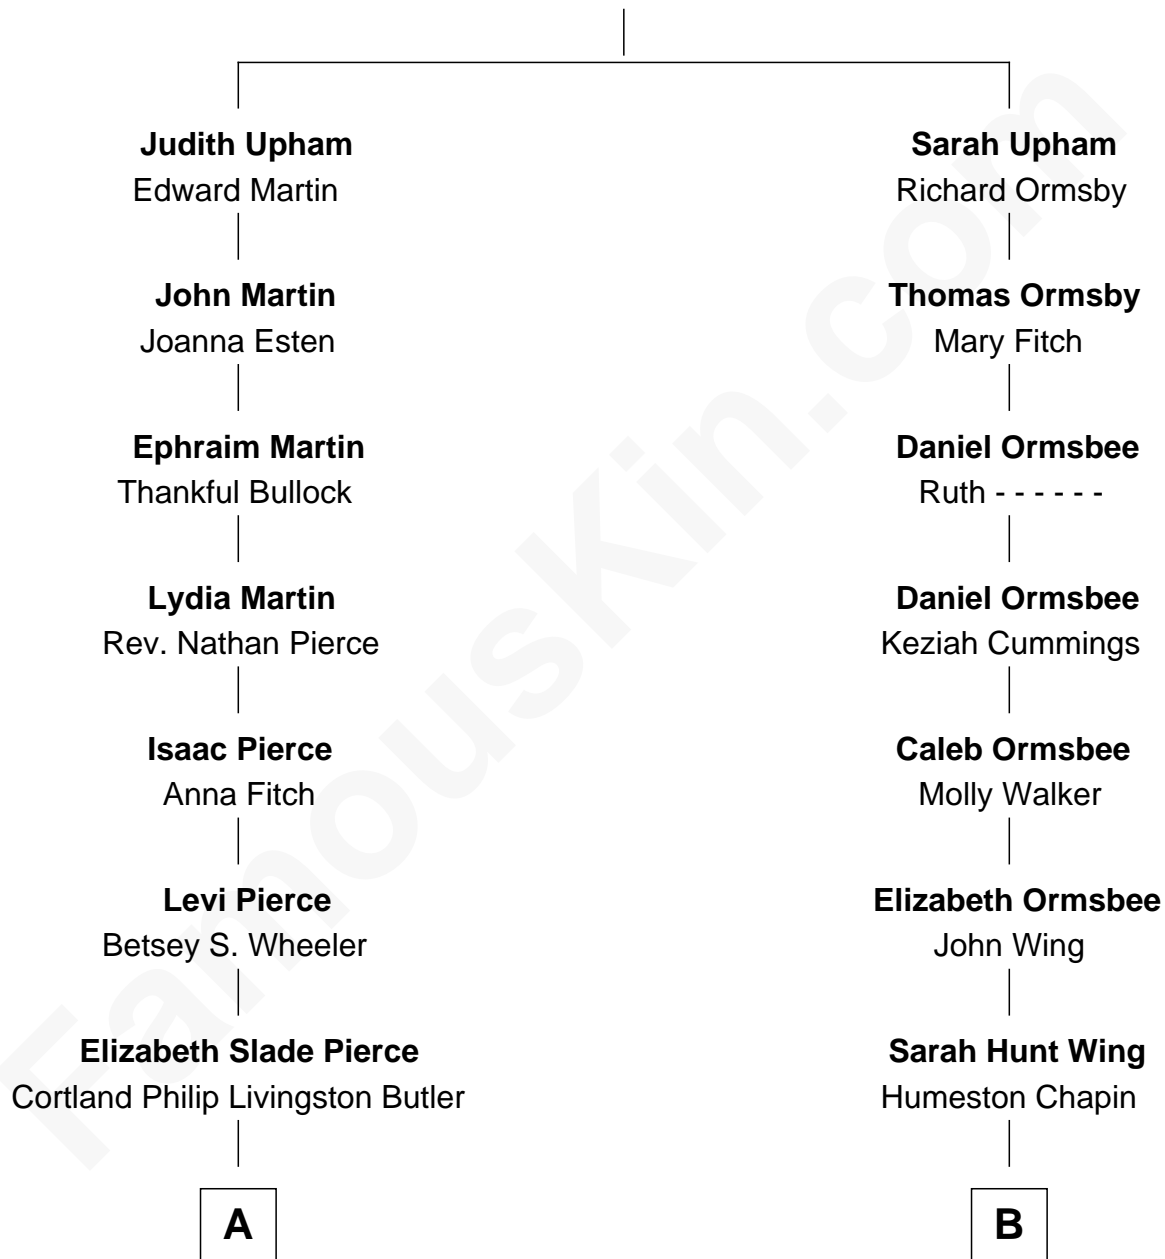 Judith Upham
Edward Martin
John Martin
Joanna Esten
Ephraim Martin
Thankful Bullock
Lydia Martin
Rev. Nathan Pierce
Isaac Pierce
Anna Fitch
Levi Pierce
Betsey S. Wheeler
Elizabeth Slade Pierce
Cortland Philip Livingston Butler
A
Sarah Upham
Richard Ormsby
Thomas Ormsby
Mary Fitch
Daniel Ormsbee
Ruth - - - - - -
Daniel Ormsbee
Keziah Cummings
Caleb Ormsbee
Molly Walker
Elizabeth Ormsbee
John Wing
Sarah Hunt Wing
Humeston Chapin
B
FamousKin.com